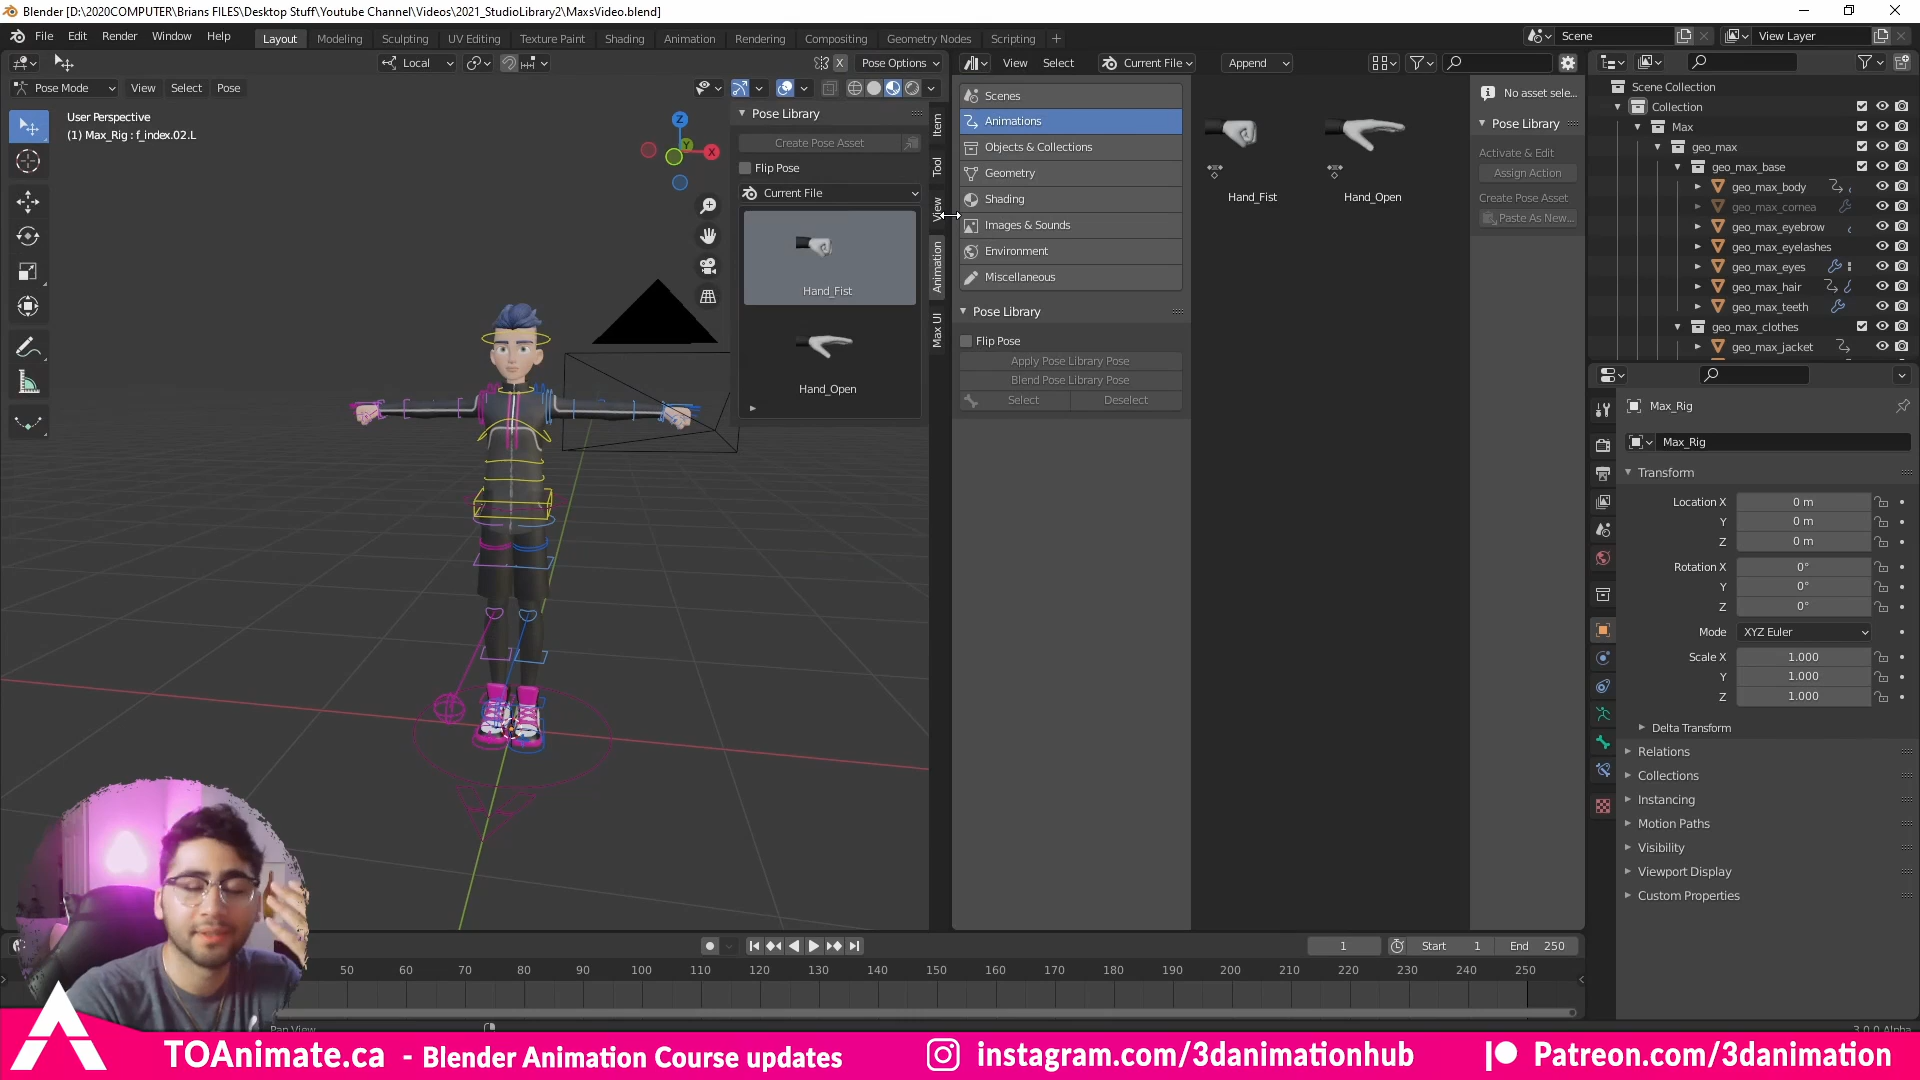 Blender [D:\2020COMPUTER\Brians FILES\Desktop Stuff\Youtube Channel\Videos\2021_StudioLibrary2\MaxsVideo.blend]
File Edit Render Window Help Layout Modeling Sculpting UV Editing Texture Paint Shading Animation Rendering Compositing Geometry Nodes Scripting + Scene View Layer
Local X Pose Options View Select Current File Append
Pose Mode View Select Pose
User Perspective
(1) Max_Rig : f_index.02.L
Z
Y
X
Pose Library
Create Pose Asset
Flip Pose
Current File
Hand_Fist
Hand_Open
Item
Tool
View
Animation
Max UI
Scenes
Animations
Objects & Collections
Geometry
Shading
Images & Sounds
Environment
Miscellaneous
Pose Library
Flip Pose
Apply Pose Library Pose
Blend Pose Library Pose
Select Deselect
Hand_Fist Hand_Open
No asset sele...
Pose Library
Activate & Edit
Assign Action
Create Pose Asset
Paste As New...
Scene Collection
Collection
Max
geo_max
geo_max_base
geo_max_body
geo_max_cornea
geo_max_eyebrow
geo_max_eyelashes
geo_max_eyes
geo_max_hair
geo_max_teeth
geo_max_clothes
geo_max_jacket
Max_Rig
Max_Rig
Transform
Location X 0 m
Y 0 m
Z 0 m
Rotation X 0°
Y 0°
Z 0°
Mode XYZ Euler
Scale X 1.000
Y 1.000
Z 1.000
Delta Transform
Relations
Collections
Instancing
Motion Paths
Visibility
Viewport Display
Custom Properties
1 Start 1 End 250
50 60 70 80 90 100 110 120 130 140 150 160 170 180 190 200 210 220 230 240 250
Pan View
3.0.0 Alpha
TOAnimate.ca - Blender Animation Course updates instagram.com/3danimationhub Patreon.com/3danimation